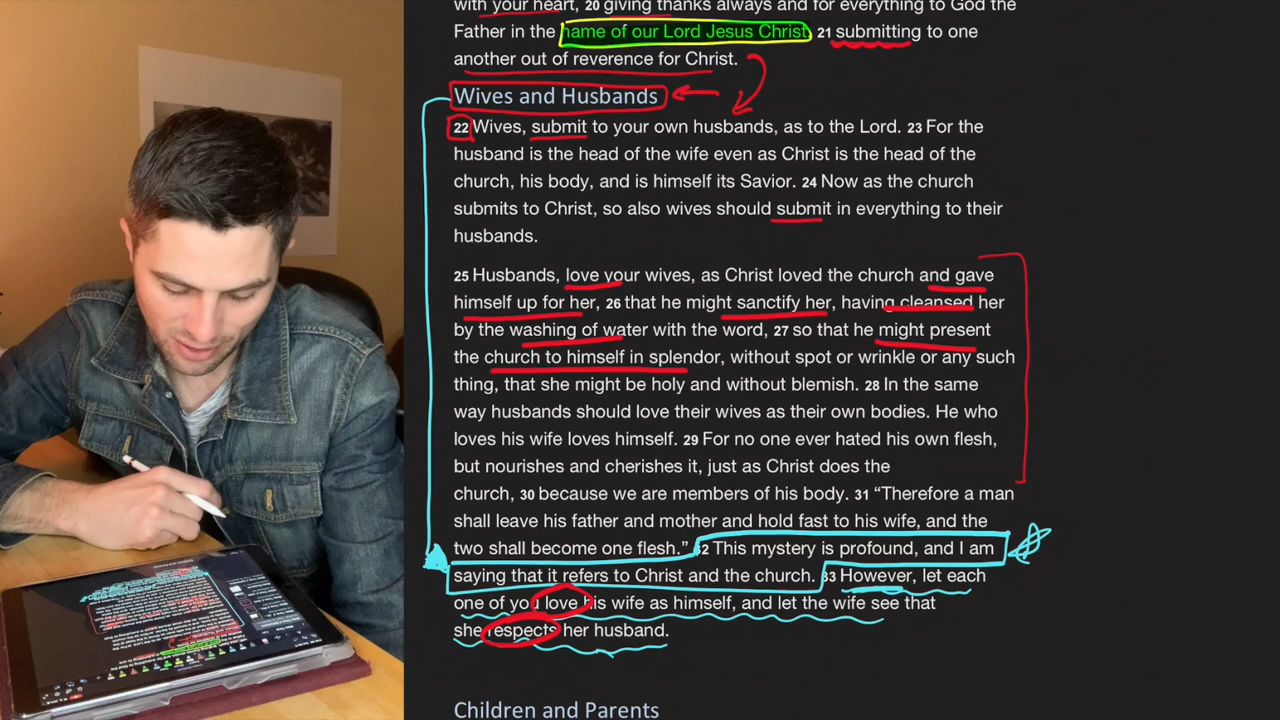 with your heart, 20 giving thanks always and for everything to God the
Father in the name of our Lord Jesus Christ, 21 submitting to one
another out of reverence for Christ.
Wives and Husbands
22 Wives, submit to your own husbands, as to the Lord. 23 For the
husband is the head of the wife even as Christ is the head of the
church, his body, and is himself its Savior. 24 Now as the church
submits to Christ, so also wives should submit in everything to their
husbands.
25 Husbands, love your wives, as Christ loved the church and gave
himself up for her, 26 that he might sanctify her, having cleansed her
by the washing of water with the word, 27 so that he might present
the church to himself in splendor, without spot or wrinkle or any such
thing, that she might be holy and without blemish. 28 In the same
way husbands should love their wives as their own bodies. He who
loves his wife loves himself. 29 For no one ever hated his own flesh,
but nourishes and cherishes it, just as Christ does the
church, 30 because we are members of his body. 31 “Therefore a man
shall leave his father and mother and hold fast to his wife, and the
two shall become one flesh.” 32 This mystery is profound, and I am
saying that it refers to Christ and the church. 33 However, let each
one of you love his wife as himself, and let the wife see that
she respects her husband.
Children and Parents